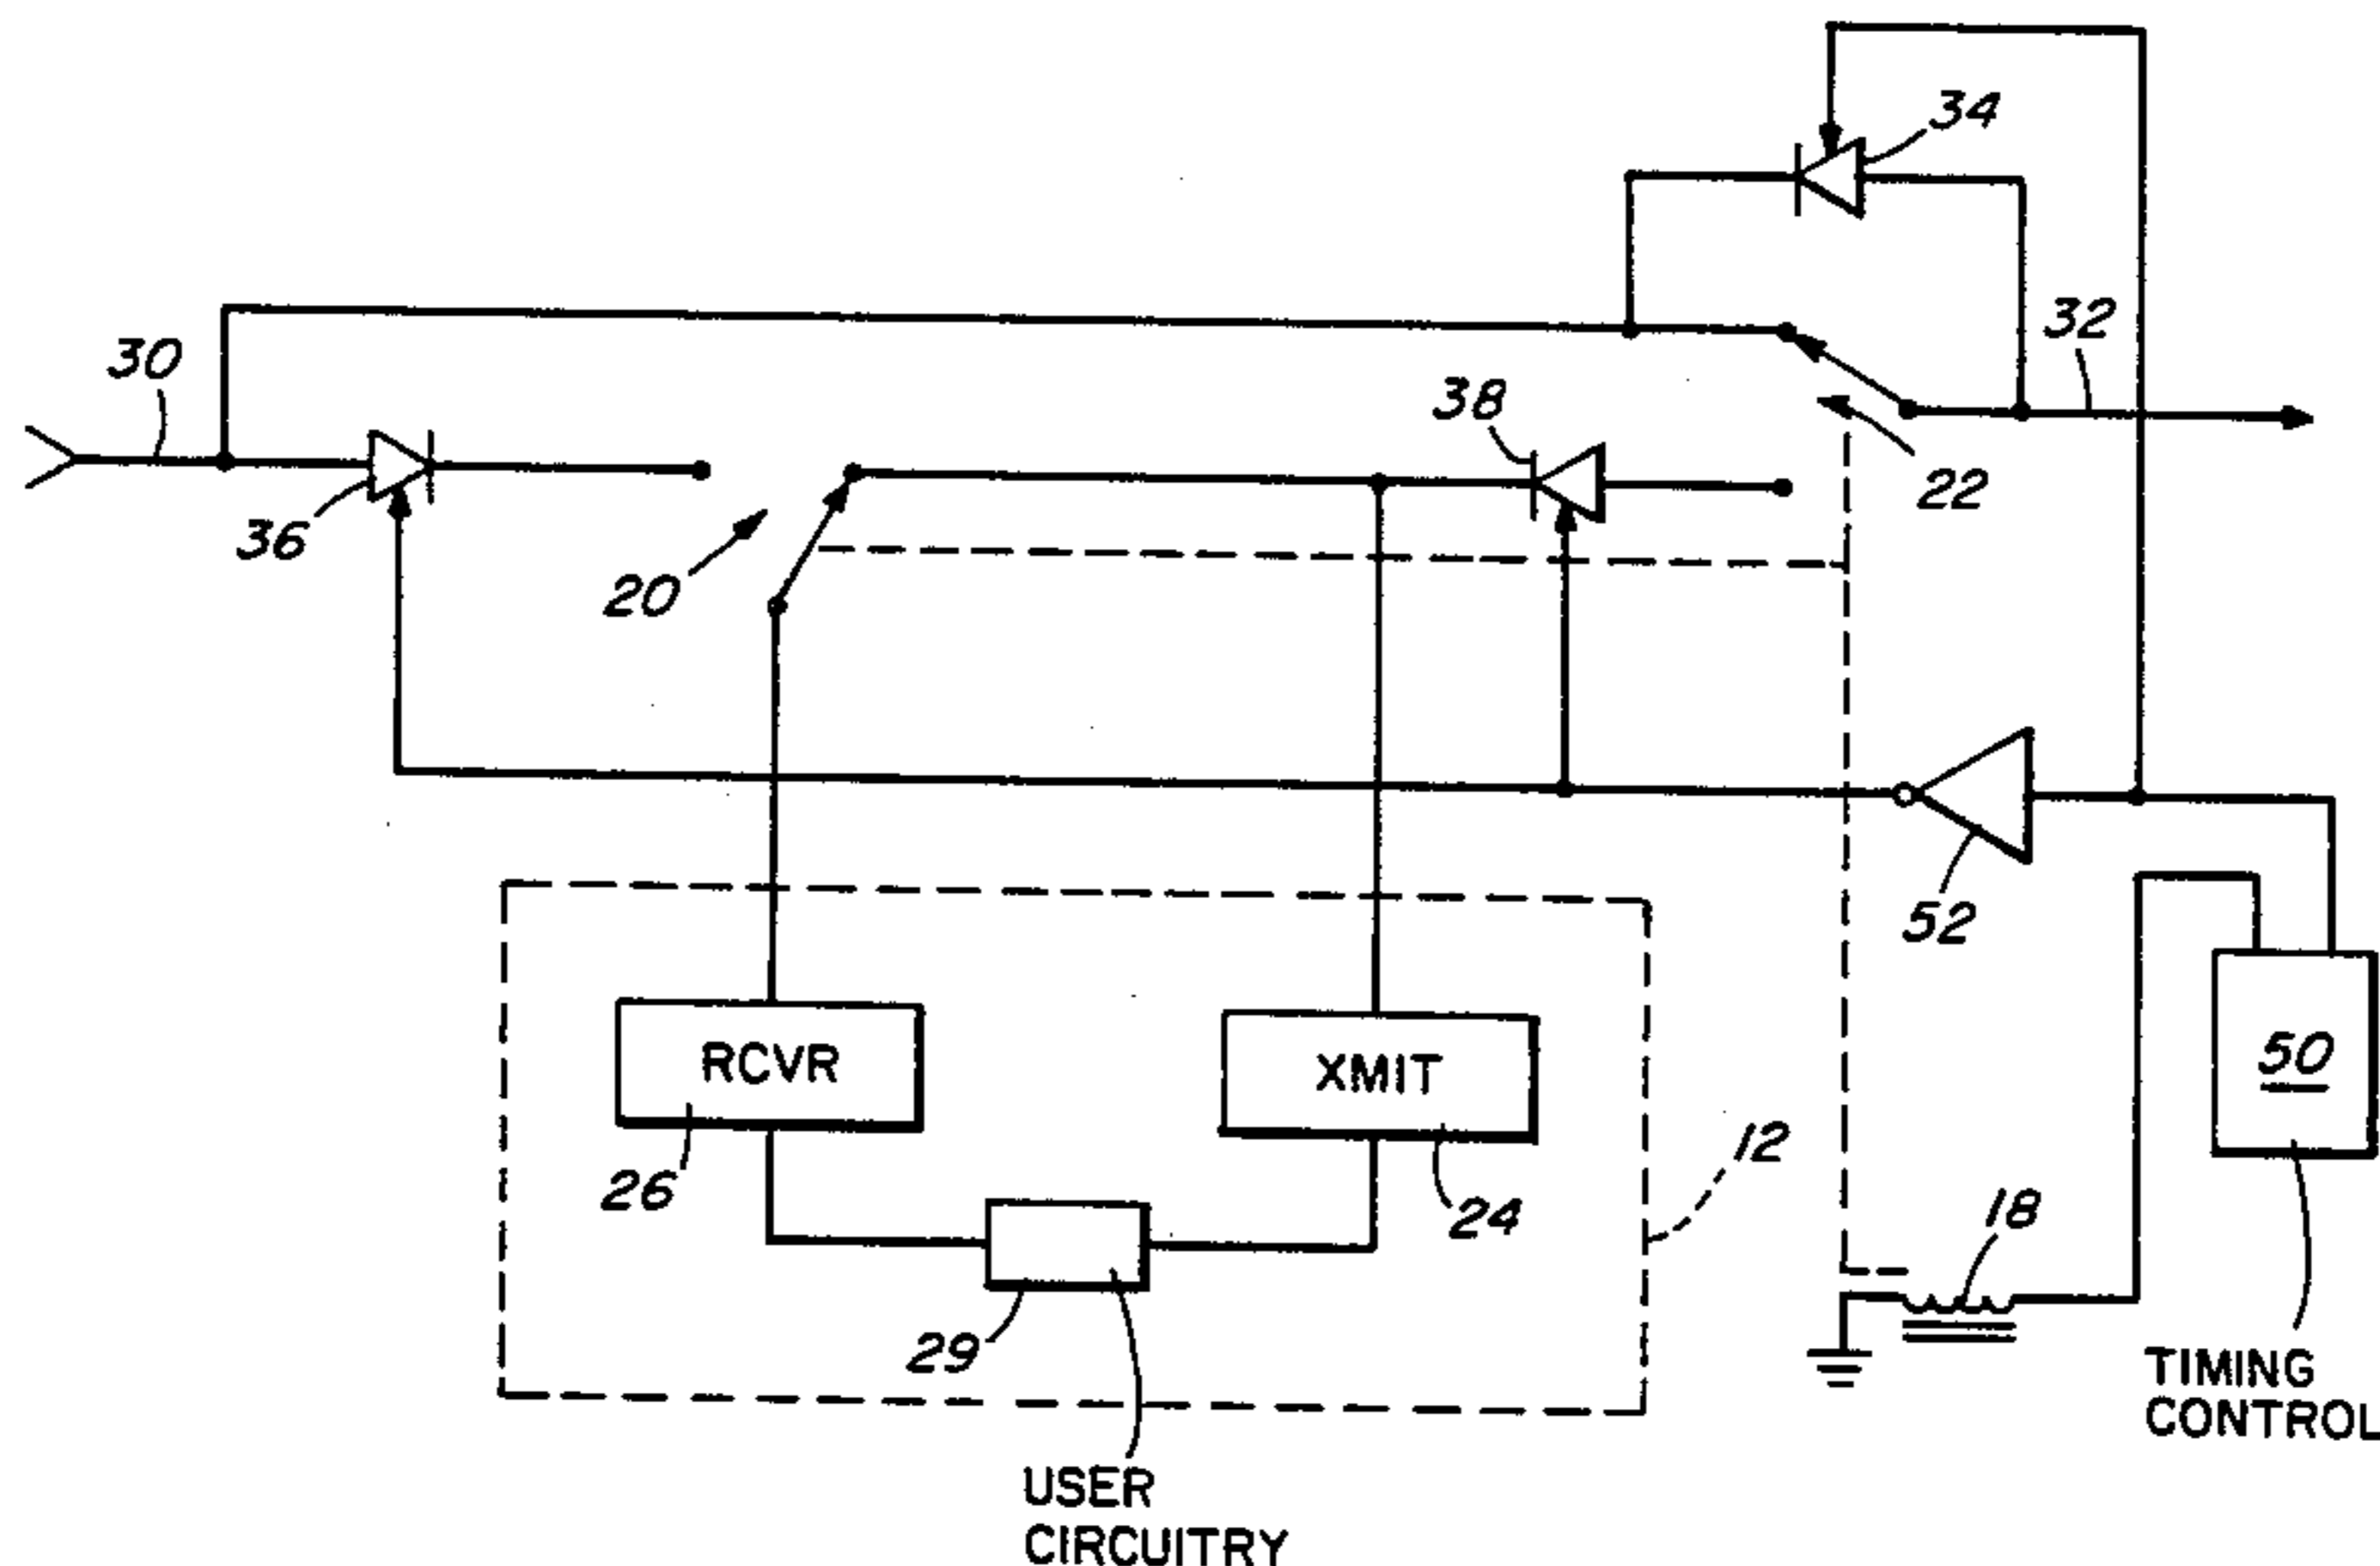 34
32
30
38
22
36
20
52
RCVR
XMIT
50
12
26
24
18
29
TIMING
CONTROL
USER
CIRCUITRY